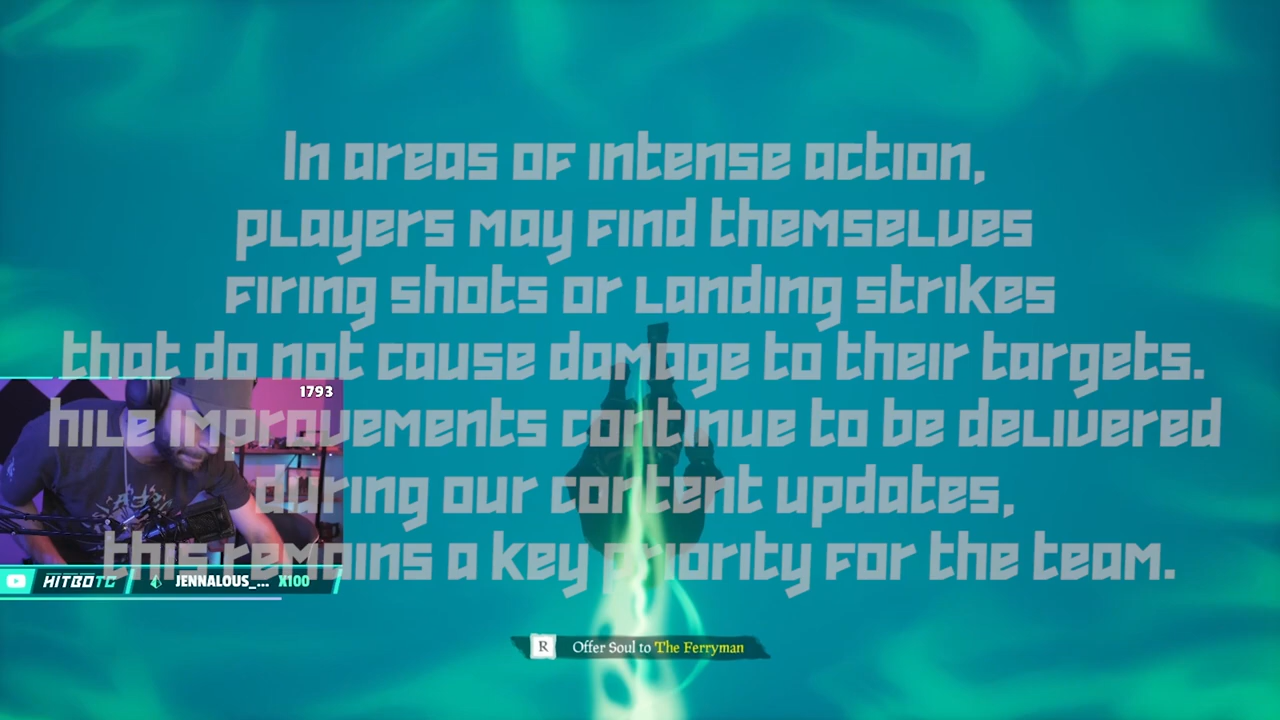 In areas of intense action,
players may find themselves
firing shots or landing strikes
that do not cause damage to their targets.
hile improvements continue to be delivered
during our content updates,
this remains a key priority for the team.
1793
HITBOTC
JENNALOUS_... X100
R Offer Soul to The Ferryman